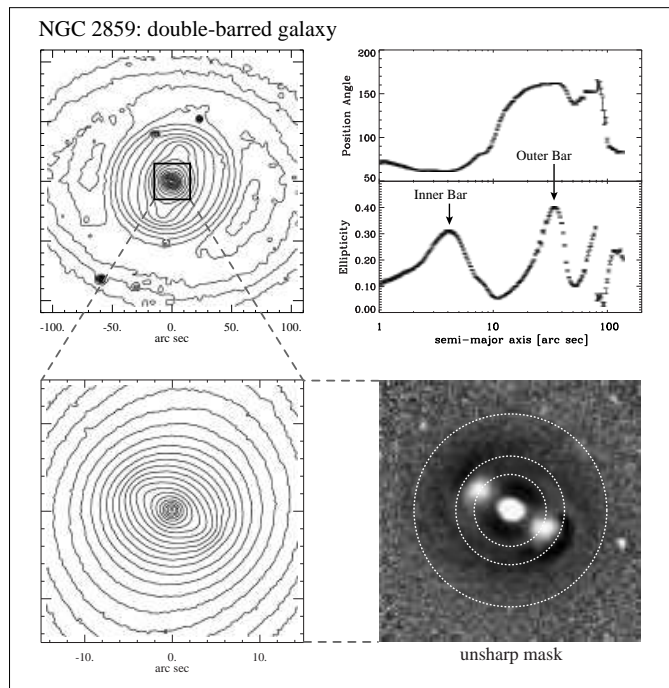 NGC 2859: double-barred galaxy
-100. -50. 0. 50. 100.
arc sec
200
150
100
50
Position Angle
Outer Bar
Inner Bar
0.40
0.30
0.20
0.10
0.00
Ellipticity
1 10 100
semi-major axis [arc sec]
-10. 0. 10.
arc sec
unsharp mask